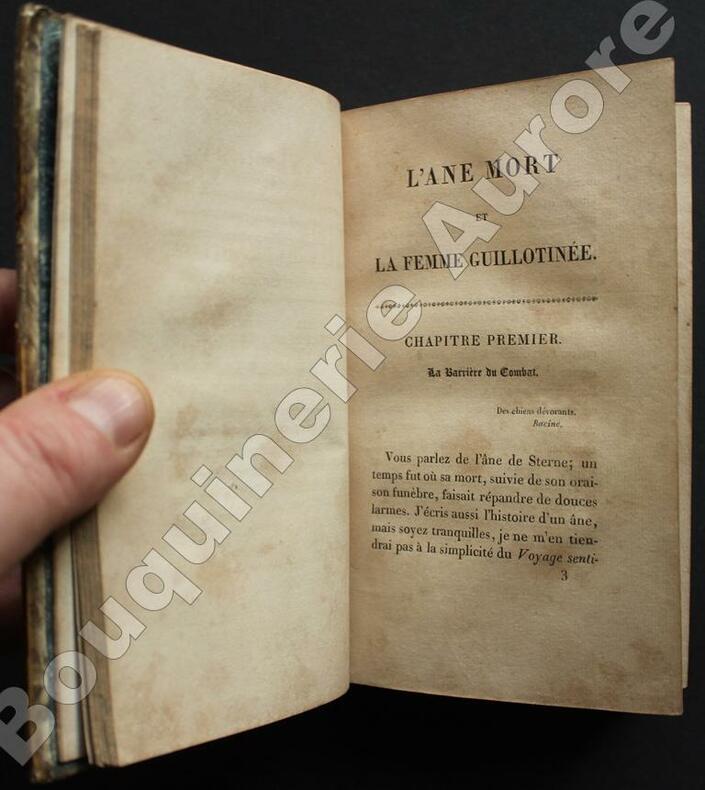 L'ANE MORT
ET
LA FEMME GUILLOTINÉE.
CHAPITRE PREMIER.
La Barrière du Combat.
Des chiens dévorants.
Racine.
Vous parlez de l'âne de Sterne; un
temps fut où sa mort, suivie de son orai-
son funèbre, faisait répandre de douces
larmes. J'écris aussi l'histoire d'un âne,
mais soyez tranquilles, je ne m'en tien-
drai pas à la simplicité du Voyage senti-
3
Bouquinerie Aurore